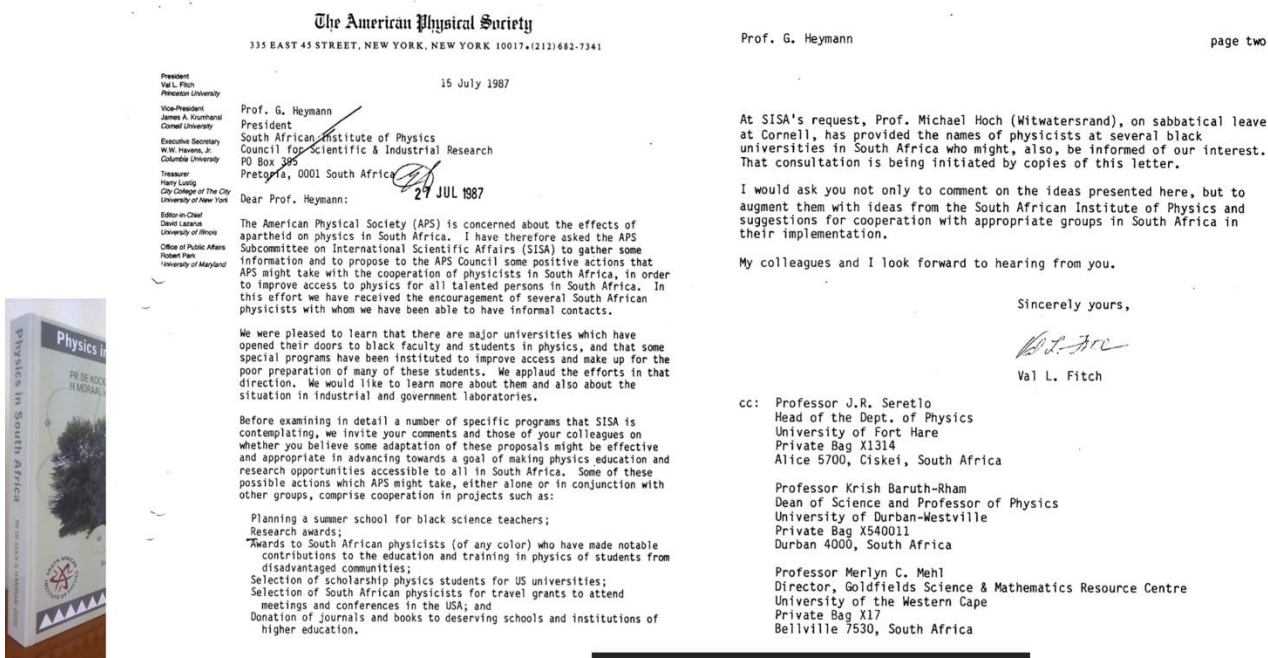 The American Physical Society
335 EAST 45 STREET, NEW YORK, NEW YORK 10017•(212)682-7341
President
Val L. Fitch
Princeton University
Vice-President
James A. Krumhansl
Cornell University
Executive Secretary
W.W. Havens, Jr.
Columbia University
Treasurer
Harry Lustig
City College of The City
University of New York
Editor-in-Chief
David Lazarus
University of Illinois
Office of Public Affairs
Robert Park
University of Maryland
15 July 1987
Prof. G. Heymann
President
South African Institute of Physics
Council for Scientific & Industrial Research
PO Box 395
Pretoria, 0001 South Africa
29 JUL 1987
Dear Prof. Heymann:
The American Physical Society (APS) is concerned about the effects of
apartheid on physics in South Africa. I have therefore asked the APS
Subcommittee on International Scientific Affairs (SISA) to gather some
information and to propose to the APS Council some positive actions that
APS might take with the cooperation of physicists in South Africa, in order
to improve access to physics for all talented persons in South Africa. In
this effort we have received the encouragement of several South African
physicists with whom we have been able to have informal contacts.
We were pleased to learn that there are major universities which have
opened their doors to black faculty and students in physics, and that some
special programs have been instituted to improve access and make up for the
poor preparation of many of these students. We applaud the efforts in that
direction. We would like to learn more about them and also about the
situation in industrial and government laboratories.
Before examining in detail a number of specific programs that SISA is
contemplating, we invite your comments and those of your colleagues on
whether you believe some adaptation of these proposals might be effective
and appropriate in advancing towards a goal of making physics education and
research opportunities accessible to all in South Africa. Some of these
possible actions which APS might take, either alone or in conjunction with
other groups, comprise cooperation in projects such as:
Planning a summer school for black science teachers;
Research awards;
Awards to South African physicists (of any color) who have made notable
contributions to the education and training in physics of students from
disadvantaged communities;
Selection of scholarship physics students for US universities;
Selection of South African physicists for travel grants to attend
meetings and conferences in the USA; and
Donation of journals and books to deserving schools and institutions of
higher education.
Prof. G. Heymann
page two
At SISA's request, Prof. Michael Hoch (Witwatersrand), on sabbatical leave
at Cornell, has provided the names of physicists at several black
universities in South Africa who might, also, be informed of our interest.
That consultation is being initiated by copies of this letter.
I would ask you not only to comment on the ideas presented here, but to
augment them with ideas from the South African Institute of Physics and
suggestions for cooperation with appropriate groups in South Africa in
their implementation.
My colleagues and I look forward to hearing from you.
Sincerely yours,
Val L. Fitch
cc: Professor J.R. Seretlo
Head of the Dept. of Physics
University of Fort Hare
Private Bag X1314
Alice 5700, Ciskei, South Africa
Professor Krish Baruth-Rham
Dean of Science and Professor of Physics
University of Durban-Westville
Private Bag X540011
Durban 4000, South Africa
Professor Merlyn C. Mehl
Director, Goldfields Science & Mathematics Resource Centre
University of the Western Cape
Private Bag X17
Bellville 7530, South Africa
Physics in South Africa
PR DE KOCK & H MORAAL
Physics in
PR DE KOCK
H MORAAL